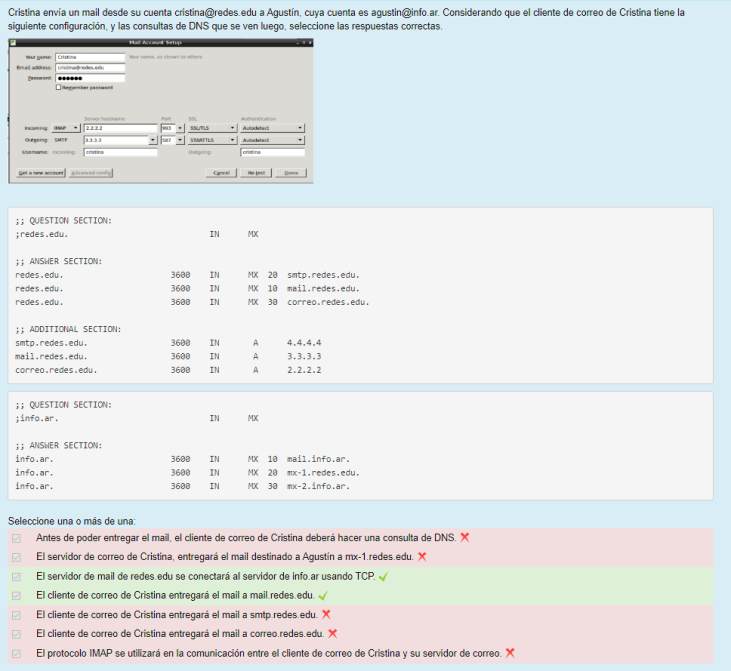 Cristina envía un mail desde su cuenta cristina@redes.edu a Agustín, cuya cuenta es agustin@info.ar. Considerando que el cliente de correo de Cristina tiene la
siguiente configuración, y las consultas de DNS que se ven luego, seleccione las respuestas correctas.
Mail Account Setup
Your name: Cristina Your name, as shown to others
Email address: cristina@redes.edu
Password: ●●●●●●
Remember password
Server hostname Port SSL Authentication
Incoming: IMAP 2.2.2.2 993 SSL/TLS Autodetect
Outgoing: SMTP 3.3.3.3 587 STARTTLS Autodetect
Username: Incoming: cristina Outgoing: cristina
Get a new account Advanced config Cancel Re-test Done
;; QUESTION SECTION:
;redes.edu. IN MX
;; ANSWER SECTION:
redes.edu. 3600 IN MX 20 smtp.redes.edu.
redes.edu. 3600 IN MX 10 mail.redes.edu.
redes.edu. 3600 IN MX 30 correo.redes.edu.
;; ADDITIONAL SECTION:
smtp.redes.edu. 3600 IN A 4.4.4.4
mail.redes.edu. 3600 IN A 3.3.3.3
correo.redes.edu. 3600 IN A 2.2.2.2
;; QUESTION SECTION:
;info.ar. IN MX
;; ANSWER SECTION:
info.ar. 3600 IN MX 10 mail.info.ar.
info.ar. 3600 IN MX 20 mx-1.redes.edu.
info.ar. 3600 IN MX 30 mx-2.info.ar.
Seleccione una o más de una:
Antes de poder entregar el mail, el cliente de correo de Cristina deberá hacer una consulta de DNS.
El servidor de correo de Cristina, entregará el mail destinado a Agustín a mx-1.redes.edu.
El servidor de mail de redes.edu se conectará al servidor de info.ar usando TCP.
El cliente de correo de Cristina entregará el mail a mail.redes.edu.
El cliente de correo de Cristina entregará el mail a smtp.redes.edu.
El cliente de correo de Cristina entregará el mail a correo.redes.edu.
El protocolo IMAP se utilizará en la comunicación entre el cliente de correo de Cristina y su servidor de correo.